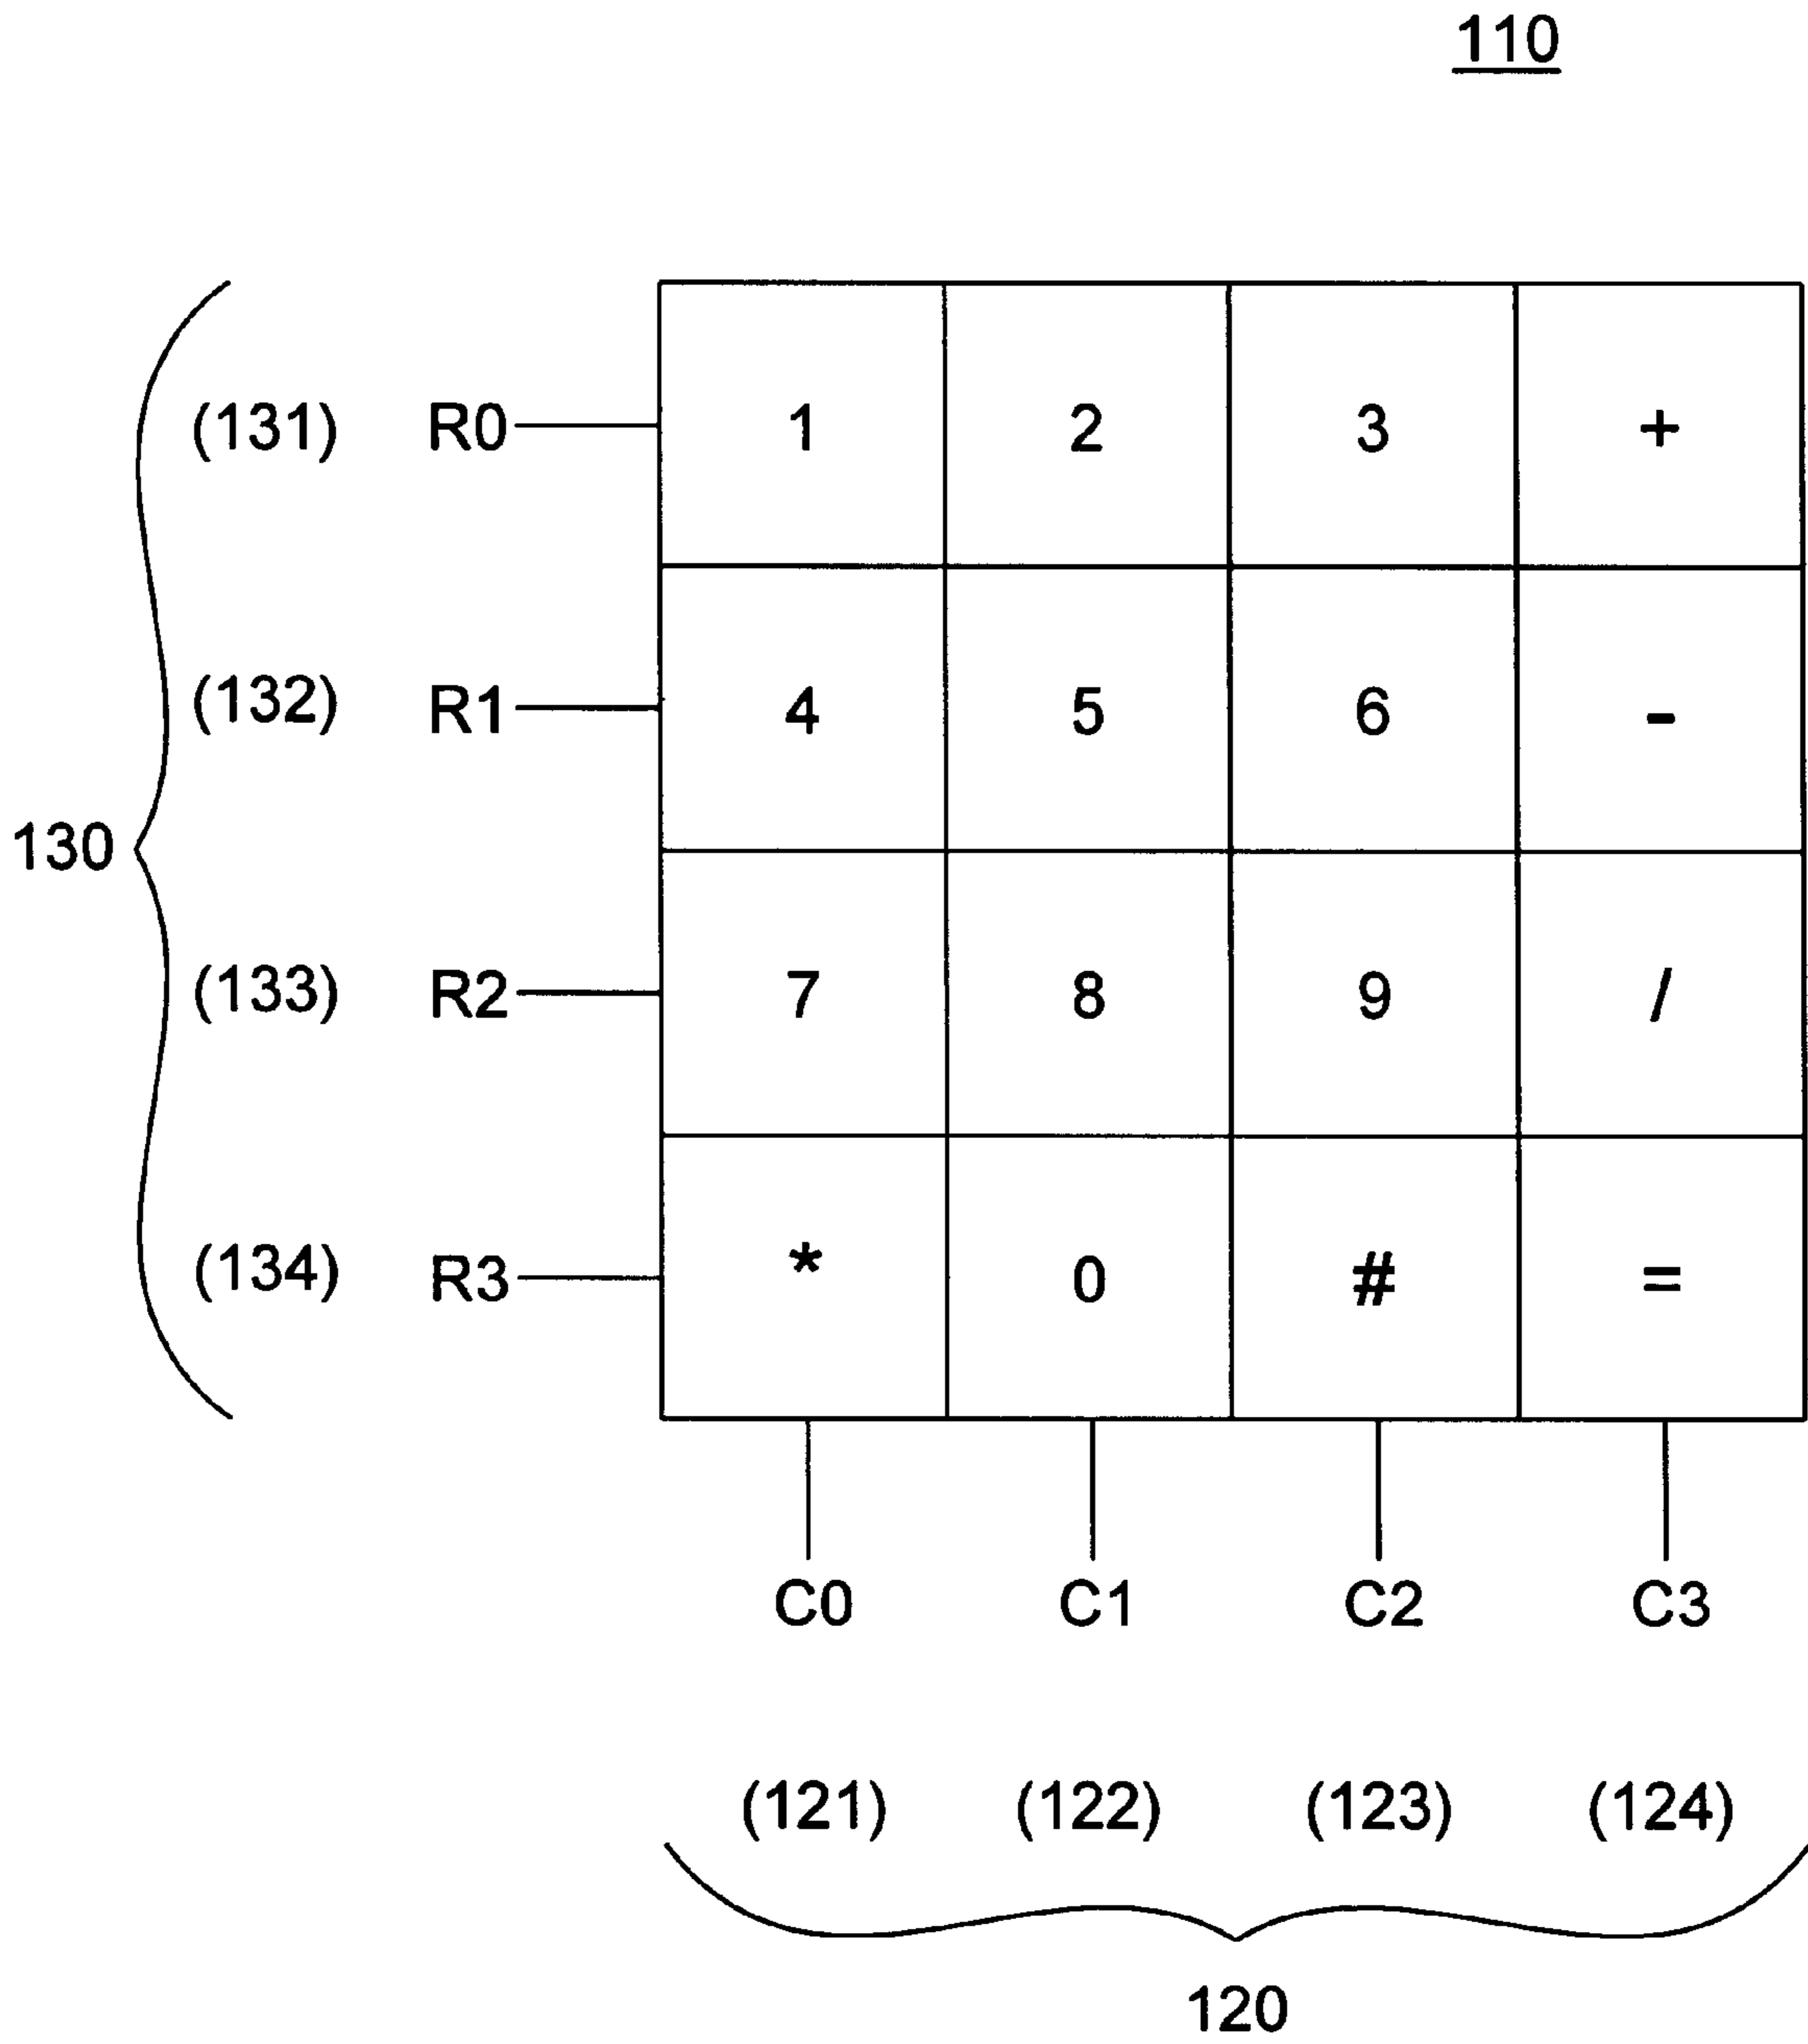 110
(131) R0 1 2 3 +
(132) R1 4 5 6 -
130
(133) R2 7 8 9 /
(134) R3 * 0 # =
C0 C1 C2 C3
(121) (122) (123) (124)
120